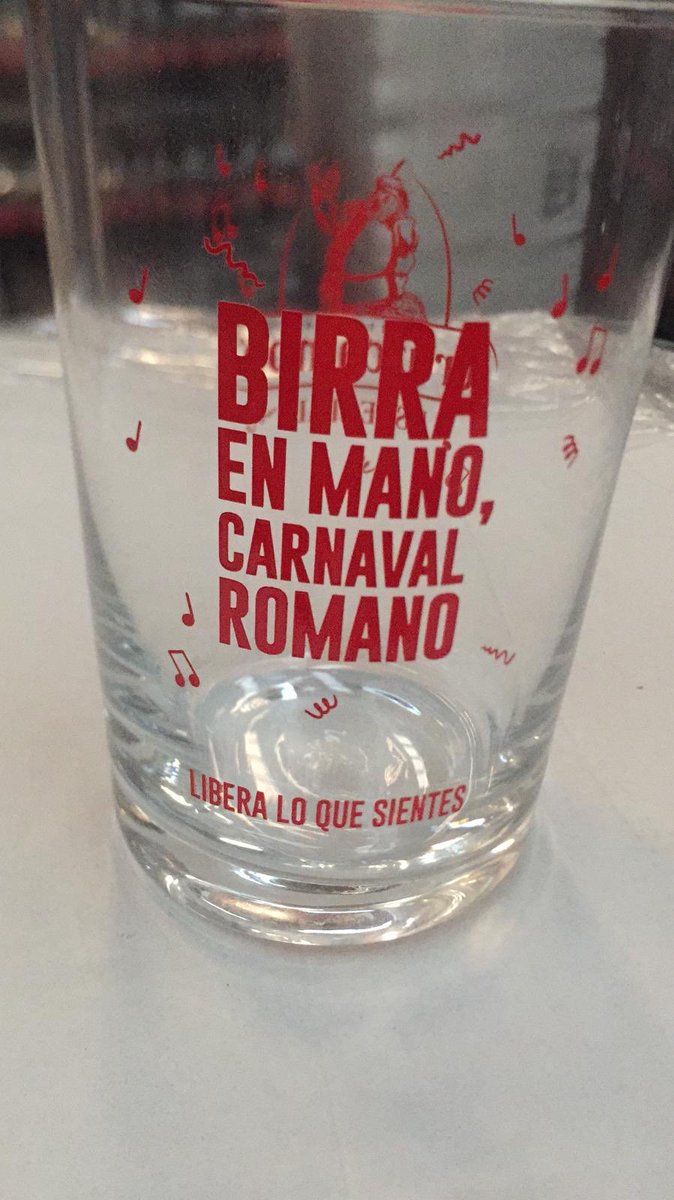 BIRRA
EN MANO,
CARNAVAL
ROMANO
LIBERA LO QUE SIENTES